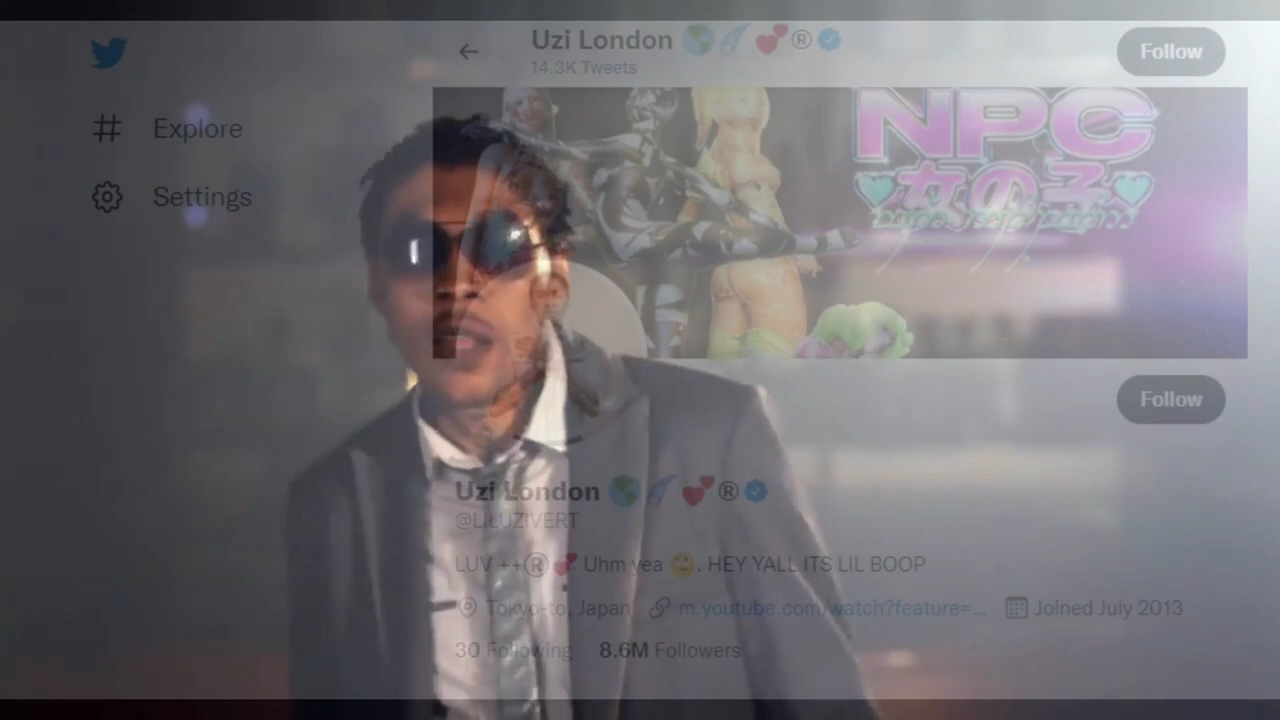 Uzi London 🌎☄️💕®
14.3K Tweets
Follow
Explore
Settings
NPC
女の子
Follow
Uzi London 🌎☄️💕®
@LILUZIVERT
LUV ++® 💕 Uhm yea 🙄. HEY YALL ITS LIL BOOP
Tokyo-to, Japan m.youtube.com/watch?feature=... Joined July 2013
30 Following 8.6M Followers